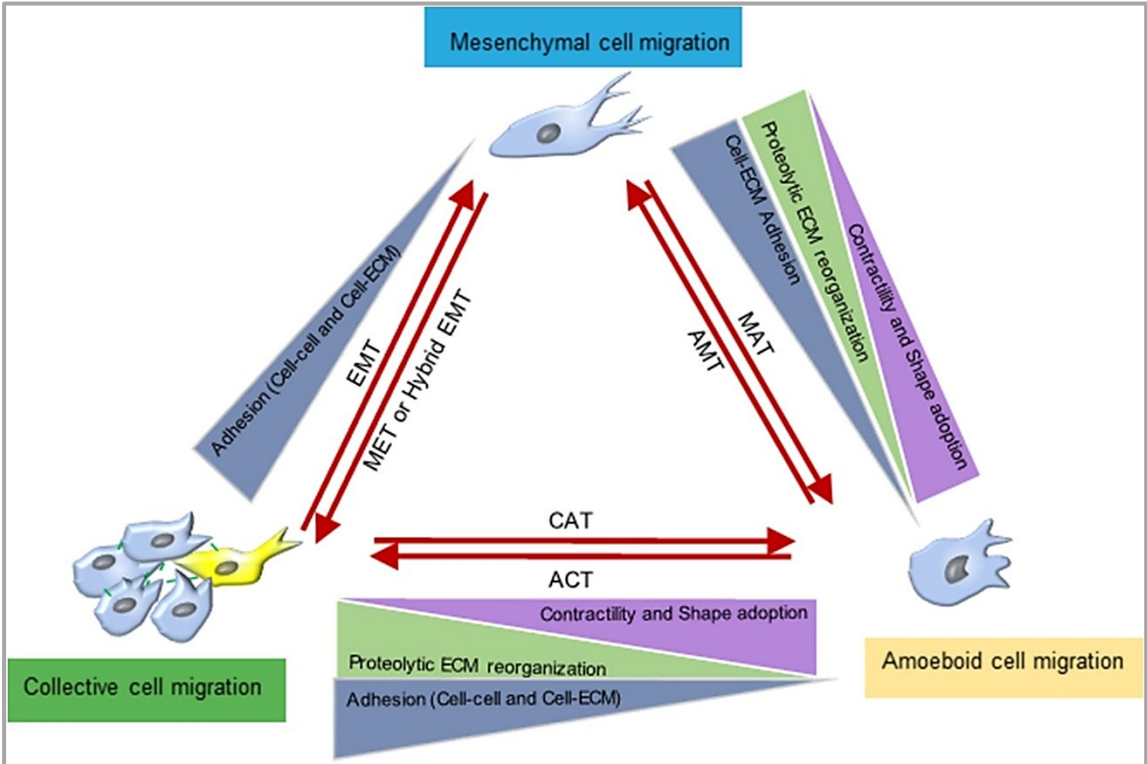 Mesenchymal cell migration
Cell-ECM Adhesion
Proteolytic ECM reorganization
Contractility and Shape adoption
Adhesion (Cell-cell and Cell-ECM)
EMT
MET or Hybrid EMT
MAT
AMT
CAT
ACT
Contractility and Shape adoption
Proteolytic ECM reorganization
Adhesion (Cell-cell and Cell-ECM)
Collective cell migration
Amoeboid cell migration